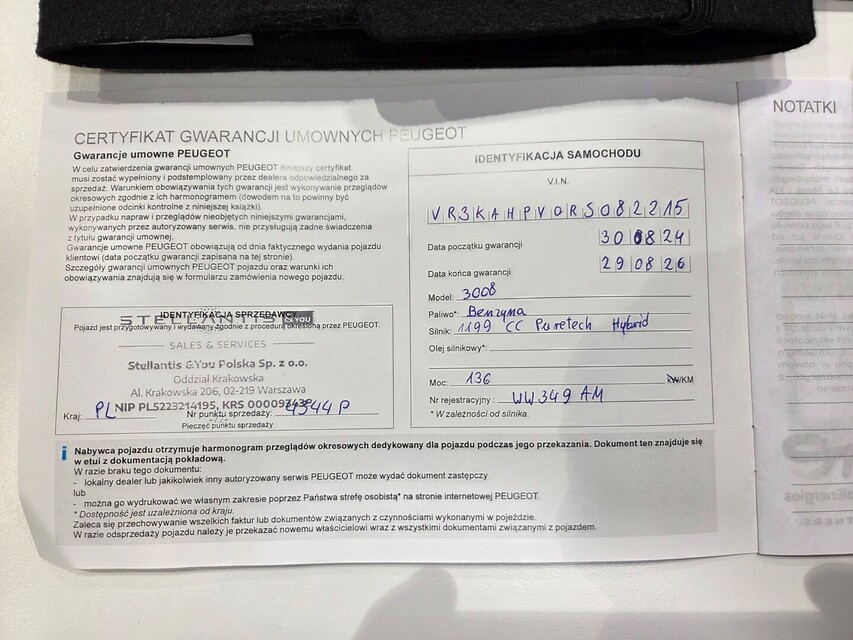 CERTYFIKAT GWARANCJI UMOWNYCH PEUGEOT
Gwarancje umowne PEUGEOT
W celu zatwierdzenia gwarancji umownych PEUGEOT niniejszy certyfikat
musi zostać wypełniony i podstemplowany przez dealera odpowiedzialnego za
sprzedaż. Warunkiem obowiązywania tych gwarancji jest wykonywanie przeglądów
okresowych zgodnie z ich harmonogramem (dowodem na to powinny być
uzupełnione odcinki kontrolne z niniejszej książki).
W przypadku napraw i przeglądów nieobjętych niniejszymi gwarancjami,
wykonywanych przez autoryzowany serwis, nie przysługują żadne świadczenia
z tytułu gwarancji umownej.
Gwarancje umowne PEUGEOT obowiązują od dnia faktycznego wydania pojazdu
klientowi (data początku gwarancji zapisana na tej stronie).
Szczegóły gwarancji umownych PEUGEOT pojazdu oraz warunki ich
obowiązywania znajdują się w formularzu zamówienia nowego pojazdu.
IDENTYFIKACJA SPRZEDAWCY
STELLANTIS &YOU
Pojazd jest przygotowywany i wydawany zgodnie z procedurą określoną przez PEUGEOT.
SALES & SERVICES
Stellantis &You Polska Sp. z o.o.
Oddział Krakowska
Al. Krakowska 206, 02-219 Warszawa
NIP PL5223214195, KRS
Kraj: PL Nr punktu sprzedaży: 4344 P
Pieczęć punktu sprzedaży
IDENTYFIKACJA SAMOCHODU
V.I.N.
VR3KAHPV0RS082215
Data początku gwarancji 30 08 24
Data końca gwarancji 29 08 26
Model: 3008
Paliwo*: Benzyna
Silnik: 1199 CC Puretech Hybrid
Olej silnikowy*:
Moc: 136 kW/KM
Nr rejestracyjny: WW349AM
* W zależności od silnika.
i Nabywca pojazdu otrzymuje harmonogram przeglądów okresowych dedykowany dla pojazdu podczas jego przekazania. Dokument ten znajduje się
w etui z dokumentacją pokładową.
W razie braku tego dokumentu:
- lokalny dealer lub jakikolwiek inny autoryzowany serwis PEUGEOT może wydać dokument zastępczy
lub
- można go wydrukować we własnym zakresie poprzez Państwa strefę osobistą* na stronie internetowej PEUGEOT.
* Dostępność jest uzależniona od kraju.
Zaleca się przechowywanie wszelkich faktur lub dokumentów związanych z czynnościami wykonanymi w pojeździe.
W razie odsprzedaży pojazdu należy je przekazać nowemu właścicielowi wraz z wszystkimi dokumentami związanymi z pojazdem.
NOTATKI